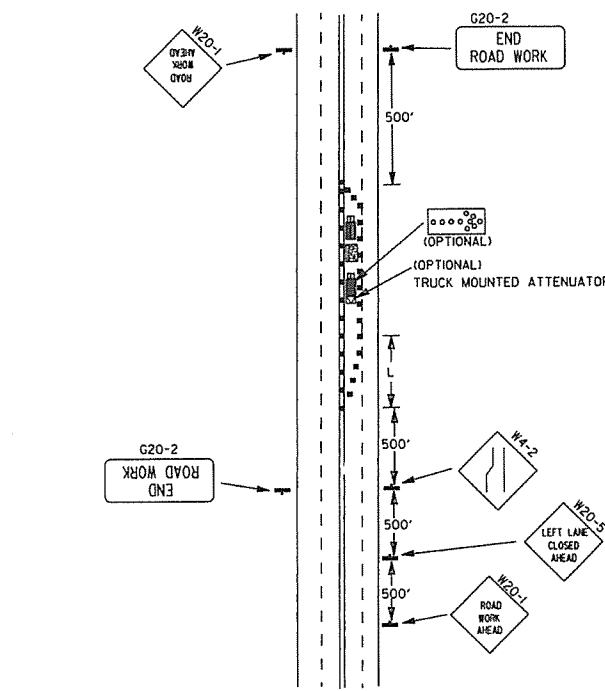 G20-2
END
ROAD WORK
W20-1
ROAD
WORK
AHEAD
500'
(OPTIONAL)
(OPTIONAL)
TRUCK MOUNTED ATTENUATOR
L
500'
W4-2
G20-2
END
ROAD WORK
500'
W20-5
LEFT LANE
CLOSED
AHEAD
500'
W20-1
ROAD
WORK
AHEAD